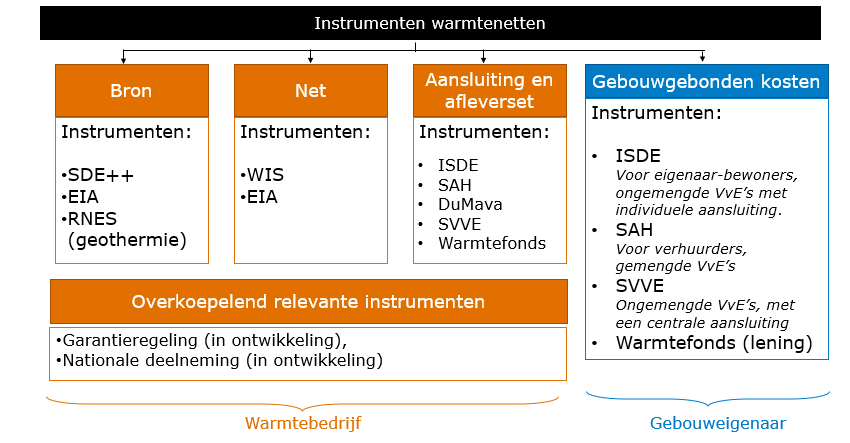 Instrumenten warmtenetten
Bron
Instrumenten:
•SDE++
•EIA
•RNES
(geothermie)
Net
Instrumenten:
•WIS
•EIA
Aansluiting en
afleverset
Instrumenten:
• ISDE
• SAH
• DuMava
• SVVE
• Warmtefonds
Gebouwgebonden kosten
Instrumenten:
• ISDE
Voor eigenaar-bewoners,
ongemengde VvE’s met
individuele aansluiting.
• SAH
Voor verhuurders,
gemengde VvE’s
• SVVE
Ongemengde VvE’s, met
een centrale aansluiting
• Warmtefonds (lening)
Overkoepelend relevante instrumenten
•Garantieregeling (in ontwikkeling),
•Nationale deelneming (in ontwikkeling)
Warmtebedrijf
Gebouweigenaar